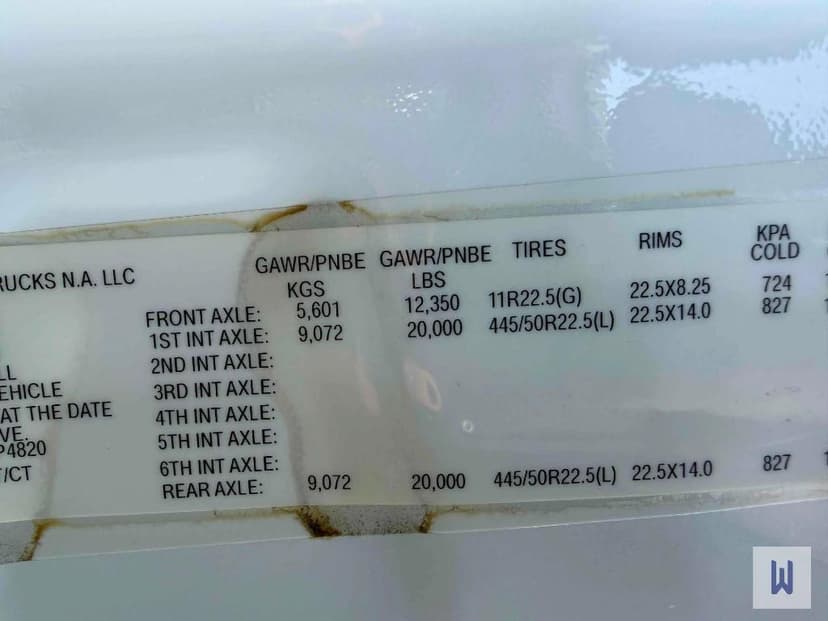 RUCKS N.A. LLC
GAWR/PNBE GAWR/PNBE TIRES RIMS KPA
KGS LBS COLD
FRONT AXLE: 5,601 12,350 11R22.5(G) 22.5X8.25 724
1ST INT AXLE: 9,072 20,000 445/50R22.5(L) 22.5X14.0 827
2ND INT AXLE:
LL
3RD INT AXLE:
EHICLE
4TH INT AXLE:
AT THE DATE
5TH INT AXLE:
VE.
P4820
6TH INT AXLE:
T/CT
REAR AXLE: 9,072 20,000 445/50R22.5(L) 22.5X14.0 827
W